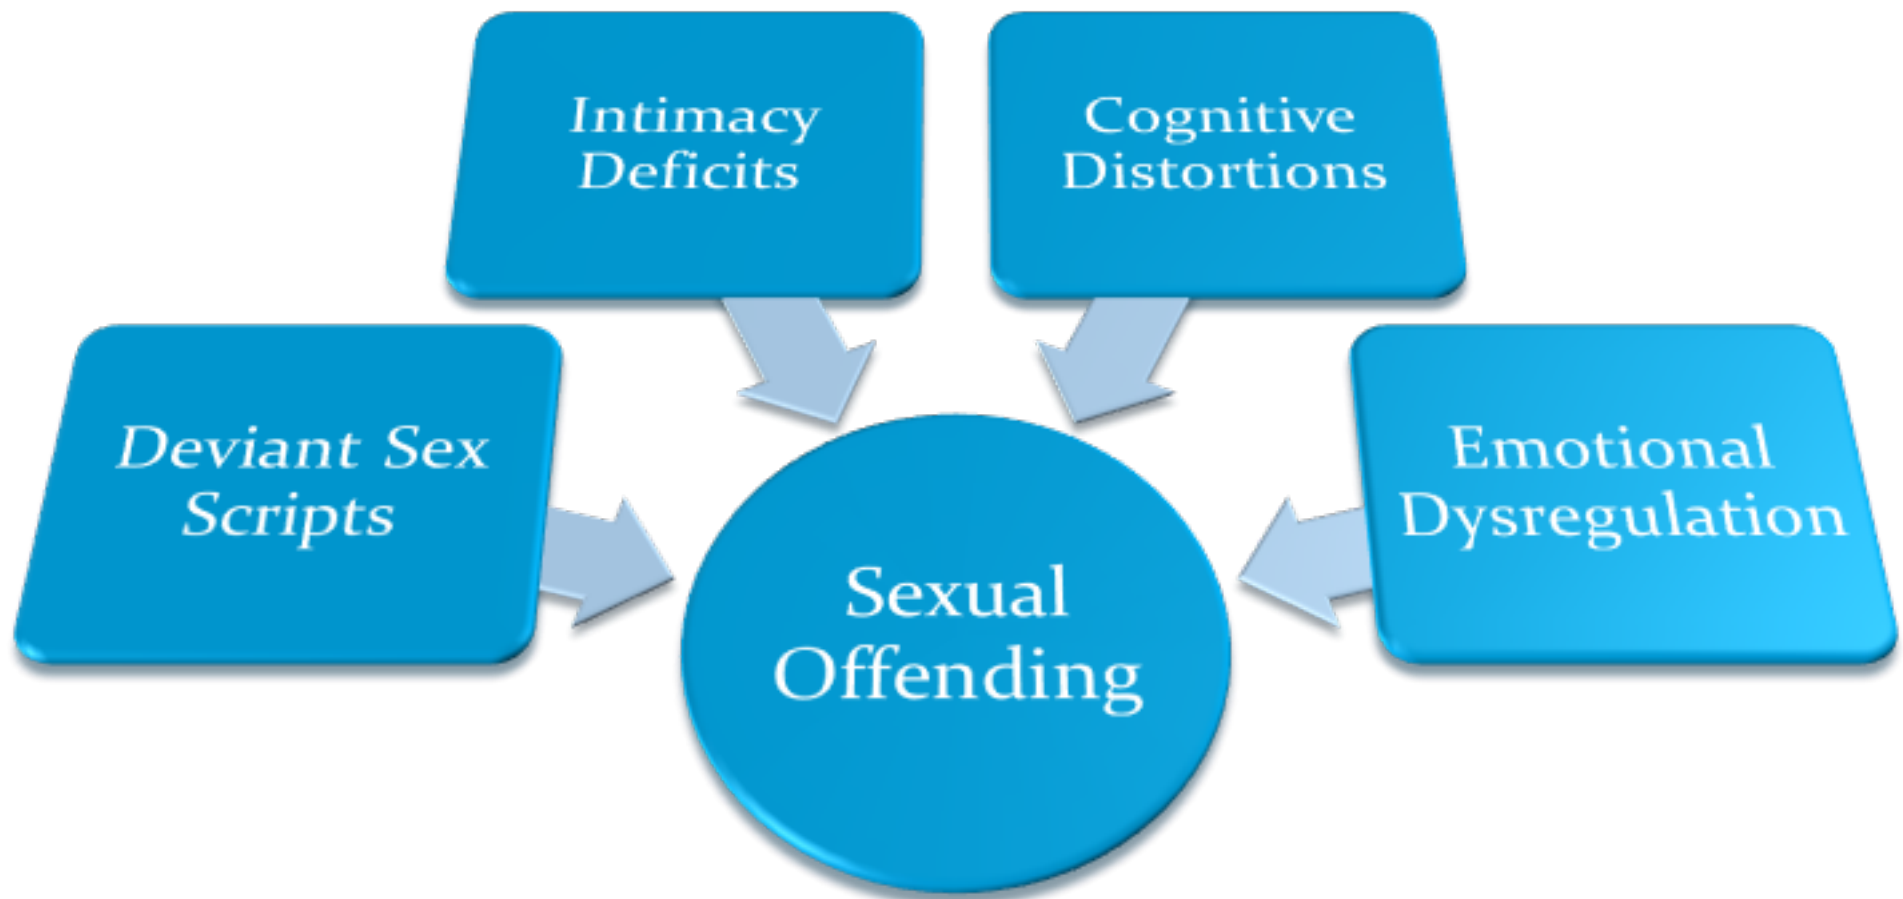 Intimacy
Deficits
Cognitive
Distortions
Deviant Sex
Scripts
Emotional
Dysregulation
Sexual
Offending